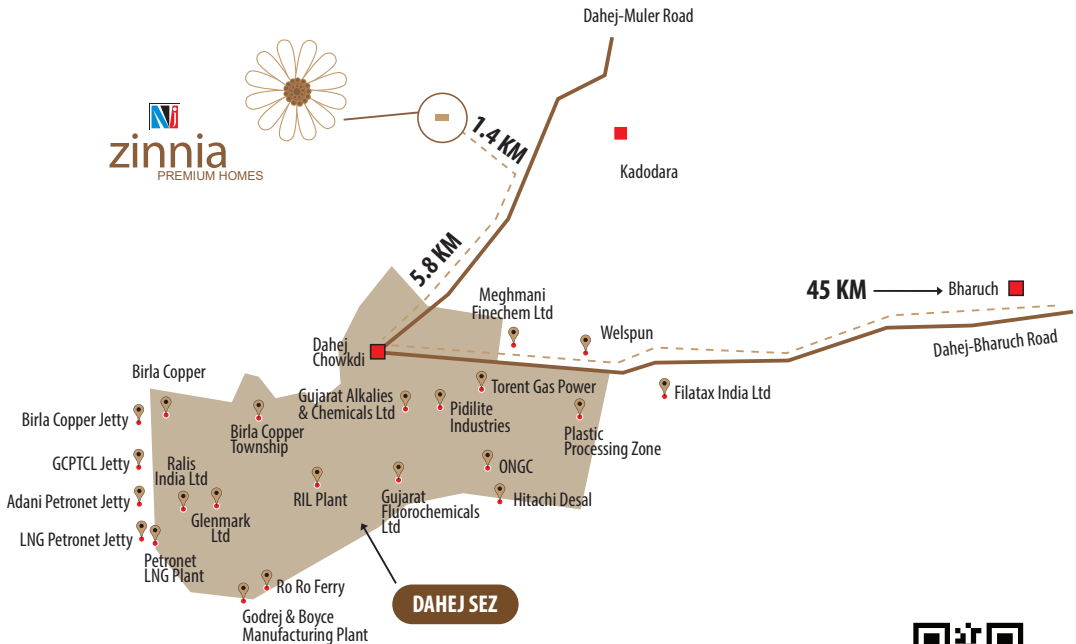 Dahej-Muler Road
Ni
zinnia
PREMIUM HOMES
1.4 KM
Kadodara
5.8 KM
45 KM
Bharuch
Meghmani
Finechem Ltd
Welspun
Dahej-Bharuch Road
Dahej
Chowkdi
Birla Copper
Gujarat Alkalies
& Chemicals Ltd
Torent Gas Power
Filatax India Ltd
Birla Copper Jetty
Birla Copper
Township
Pidilite
Industries
Plastic
Processing Zone
GCPTCL Jetty
Ralis
India Ltd
ONGC
Adani Petronet Jetty
Glenmark
Ltd
RIL Plant
Gujarat
Fluorochemicals
Ltd
Hitachi Desal
LNG Petronet Jetty
Petronet
LNG Plant
Ro Ro Ferry
DAHEJ SEZ
Godrej & Boyce
Manufacturing Plant